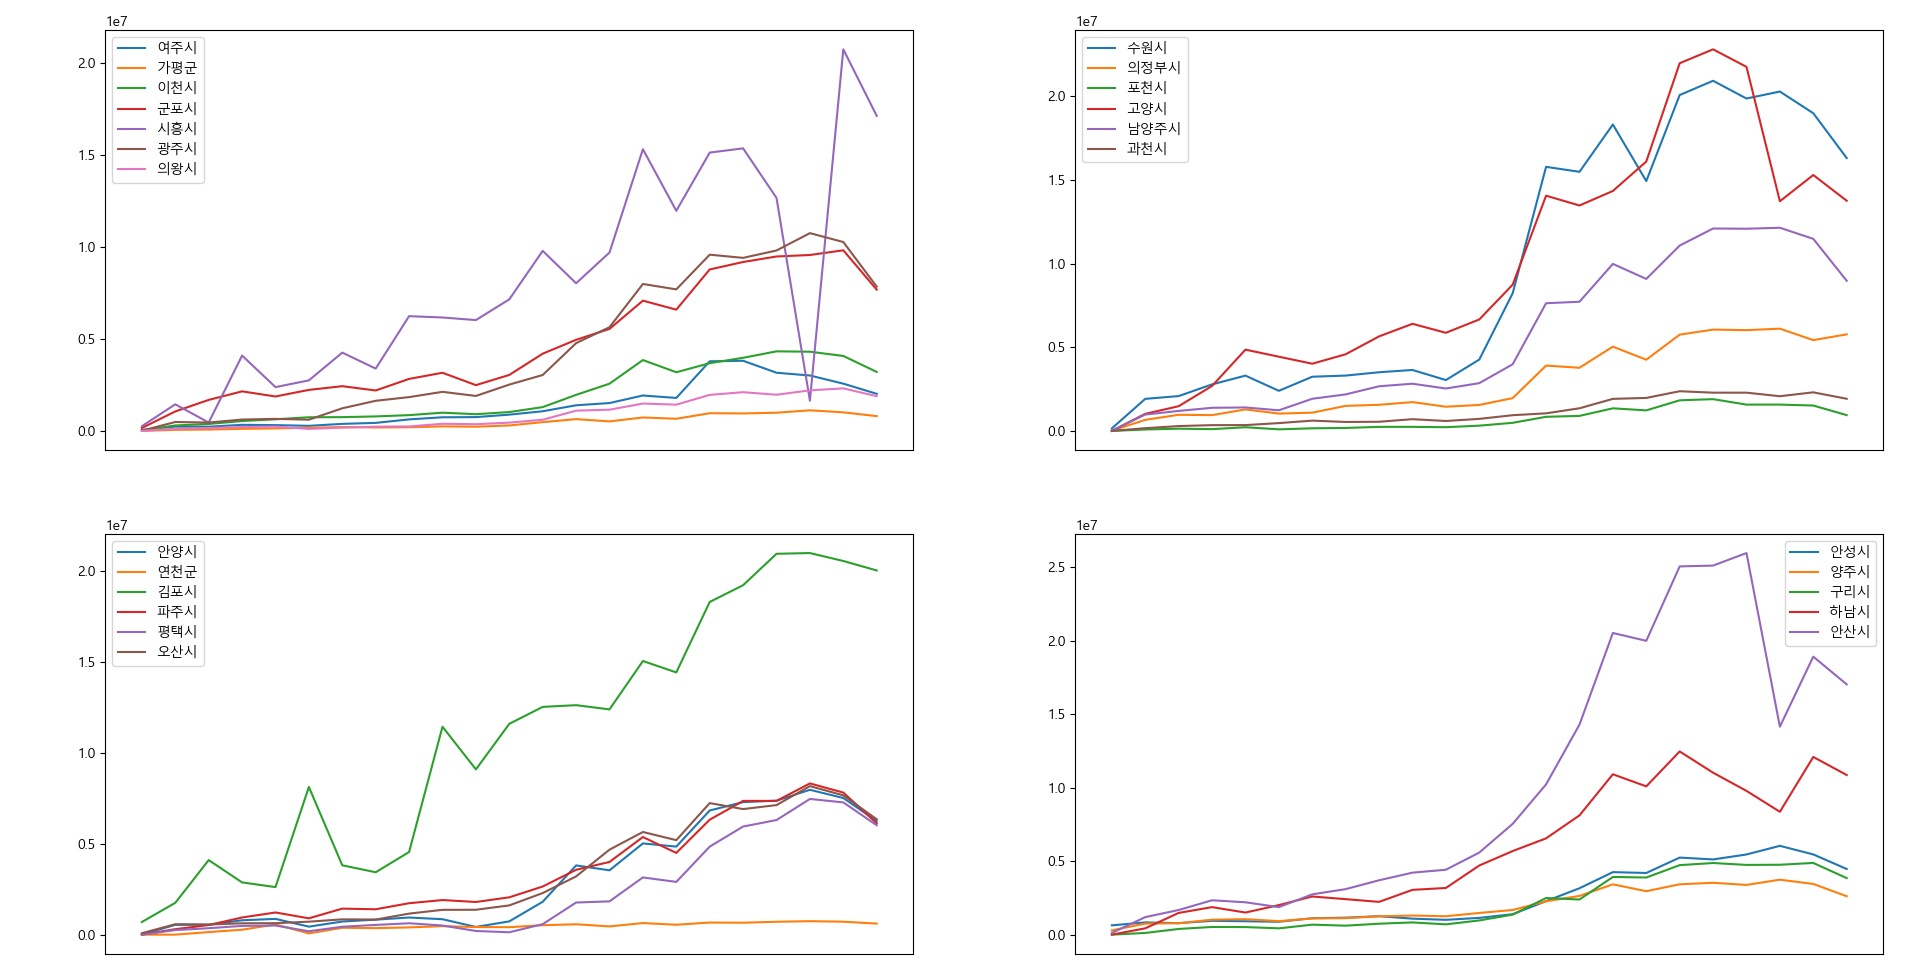 1e7
2.0
1.5
1.0
0.5
0.0
여주시
가평군
이천시
군포시
시흥시
광주시
의왕시
1e7
2.0
1.5
1.0
0.5
0.0
수원시
의정부시
포천시
고양시
남양주시
과천시
1e7
2.0
1.5
1.0
0.5
0.0
안양시
연천군
김포시
파주시
평택시
오산시
1e7
2.5
2.0
1.5
1.0
0.5
0.0
안성시
양주시
구리시
하남시
안산시